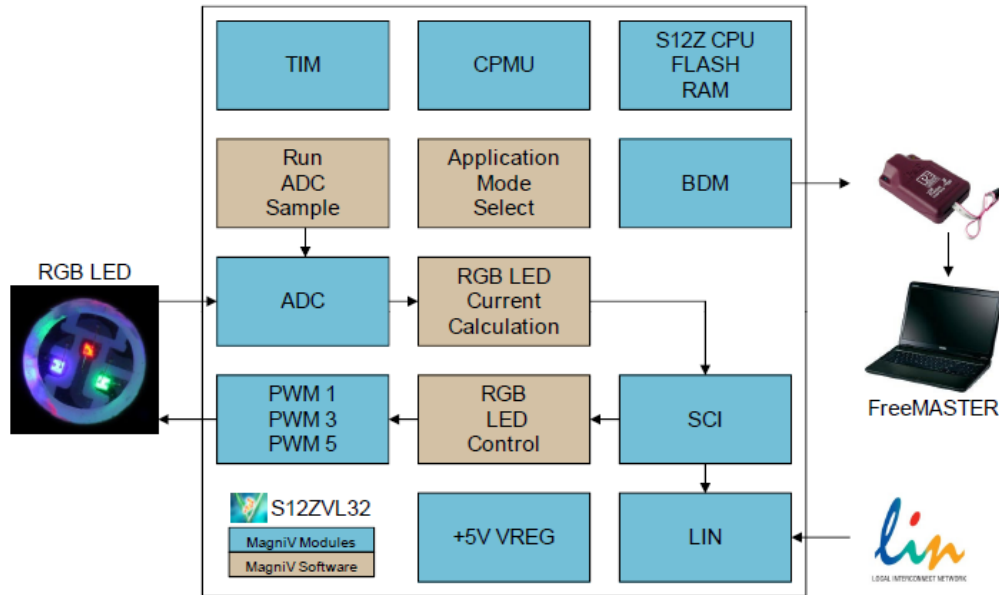 TIM
CPMU
S12Z CPU
FLASH
RAM
Run
ADC
Sample
Application
Mode
Select
BDM
RGB LED
ADC
RGB LED
Current
Calculation
FreeMASTER
PWM 1
PWM 3
PWM 5
RGB
LED
Control
SCI
S12ZVL32
MagniV Modules
MagniV Software
+5V VREG
LIN
lin
LOCAL INTERCONNECT NETWORK